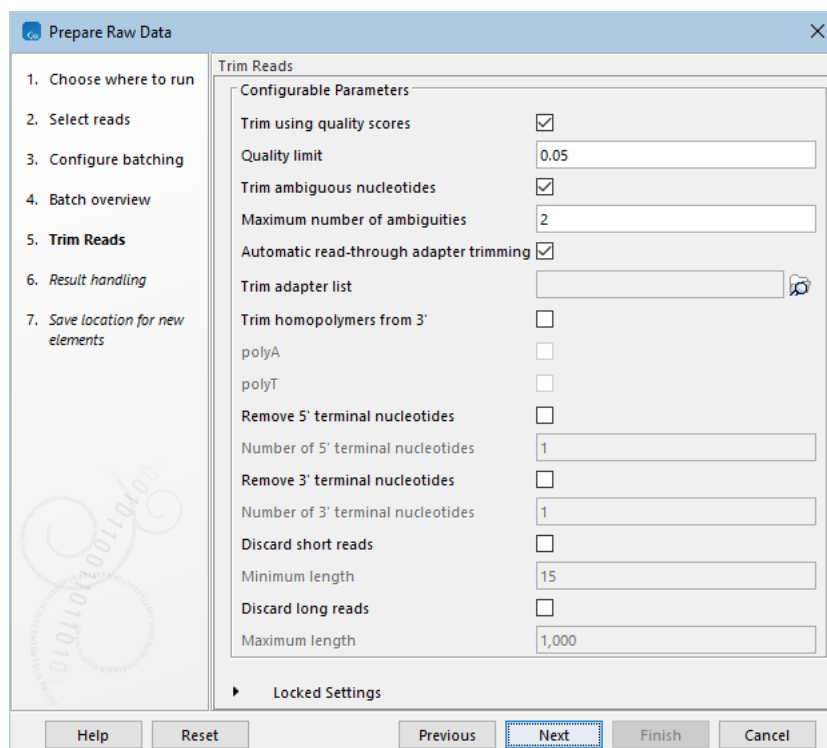 Prepare Raw Data
1. Choose where to run
2. Select reads
3. Configure batching
4. Batch overview
5. Trim Reads
6. Result handling
7. Save location for new
elements
Trim Reads
Configurable Parameters
Trim using quality scores
Quality limit 0.05
Trim ambiguous nucleotides
Maximum number of ambiguities 2
Automatic read-through adapter trimming
Trim adapter list
Trim homopolymers from 3'
polyA
polyT
Remove 5' terminal nucleotides
Number of 5' terminal nucleotides 1
Remove 3' terminal nucleotides
Number of 3' terminal nucleotides 1
Discard short reads
Minimum length 15
Discard long reads
Maximum length 1,000
Locked Settings
Help Reset Previous Next Finish Cancel